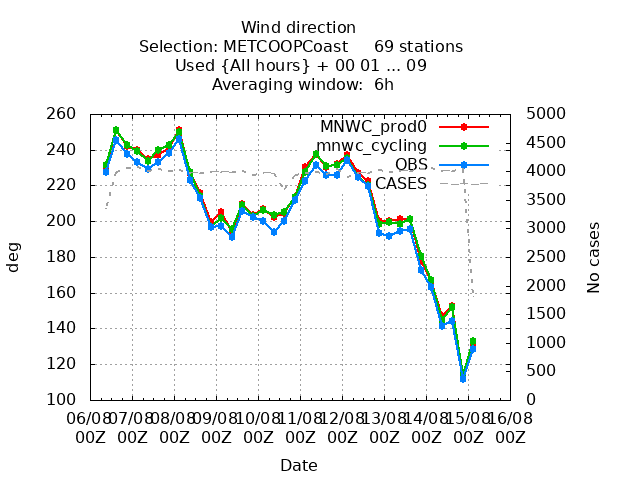 Wind direction
Selection: METCOOPCoast 69 stations
Used {All hours} + 00 01 ... 09
Averaging window: 6h
260
240
220
200
180
160
140
120
100
deg
5000
4500
4000
3500
3000
2500
2000
1500
1000
500
0
No cases
MNWC_prod0
mnwc_cycling
OBS
CASES
06/08 07/08 08/08 09/08 10/08 11/08 12/08 13/08 14/08 15/08 16/08
00Z 00Z 00Z 00Z 00Z 00Z 00Z 00Z 00Z 00Z 00Z
Date